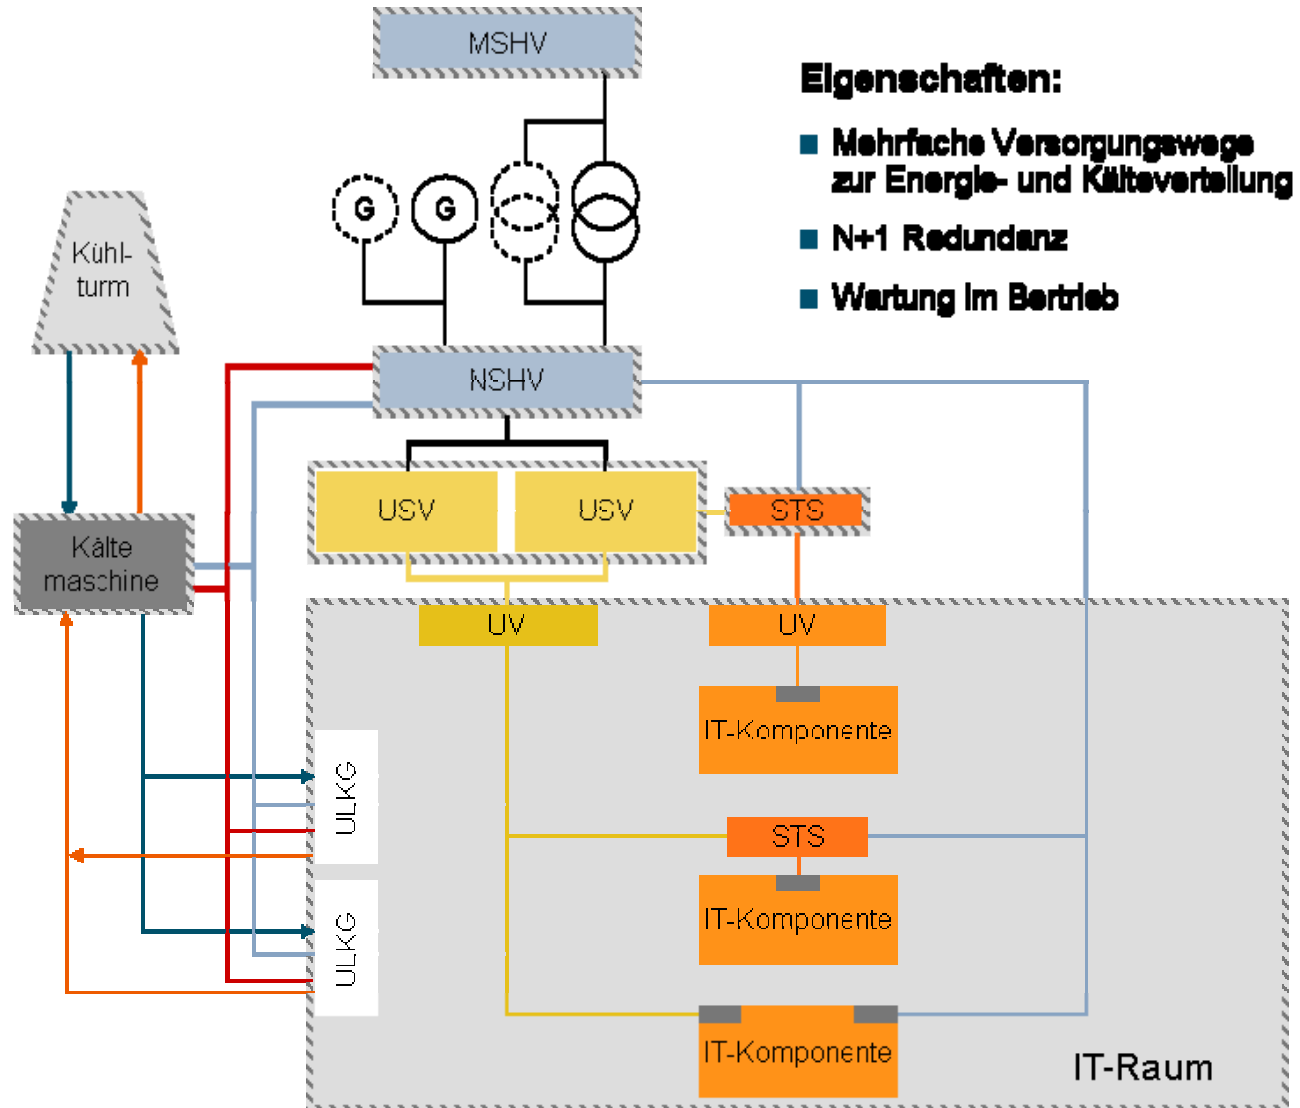 MSHV
Eigenschaften:
Mehrfache Versorgungswege
zur Energie- und Kälteverteilung
N+1 Redundanz
Wartung im Bertrieb
G
G
Kühl-
turm
NSHV
USV
USV
STS
Kälte
maschine
UV
UV
IT-Komponente
ULKG
STS
IT-Komponente
ULKG
IT-Komponente
IT-Raum